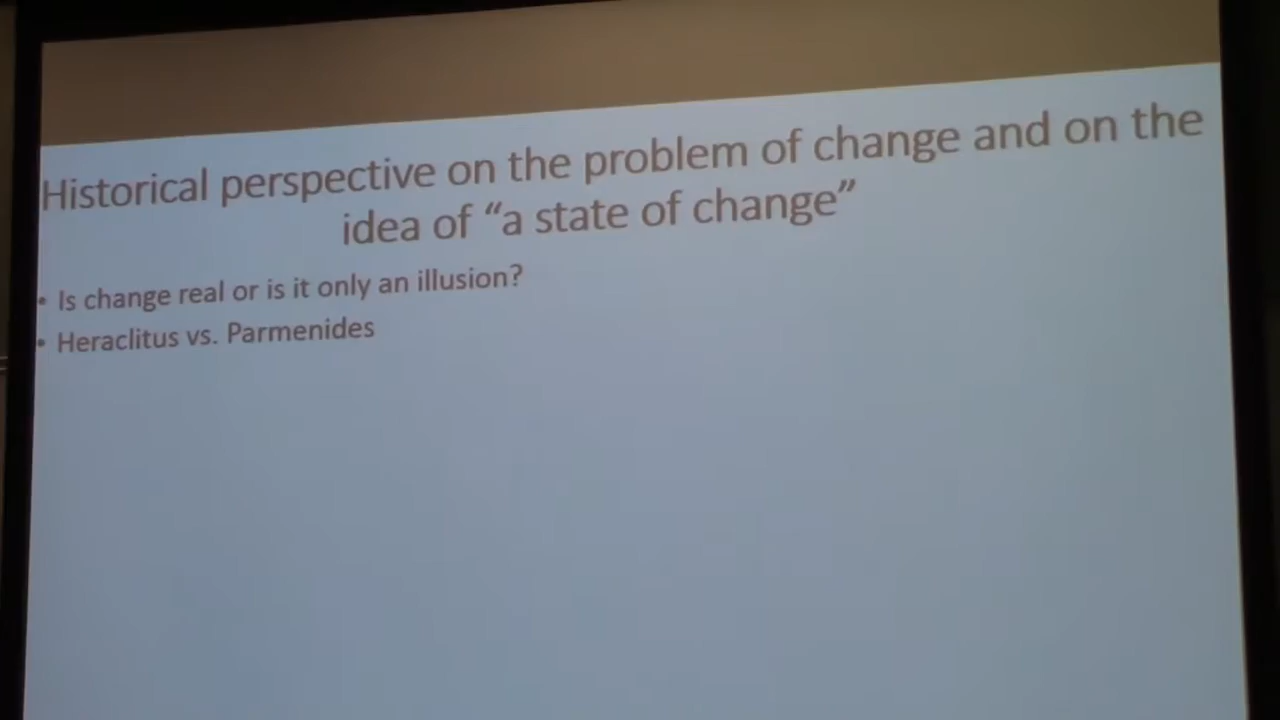 Historical perspective on the problem of change and on the
idea of “a state of change”
• Is change real or is it only an illusion?
• Heraclitus vs. Parmenides